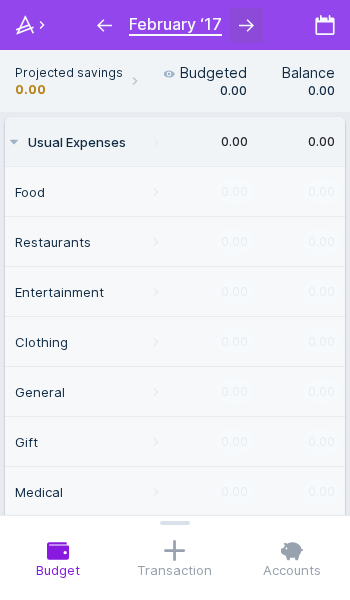 February ‘17
Projected savings Budgeted Balance
0.00 0.00 0.00
Usual Expenses 0.00 0.00
Food 0.00 0.00
Restaurants 0.00 0.00
Entertainment 0.00 0.00
Clothing 0.00 0.00
General 0.00 0.00
Gift 0.00 0.00
Medical 0.00 0.00
Budget Transaction Accounts